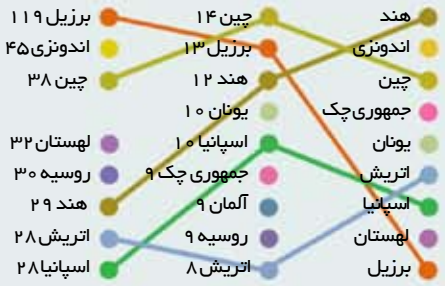 هند چین ۱۴ برزیل ۱۱۹
اندونزی برزیل ۱۳ اندونزی ۴۵
چین هند ۱۲ چین ۳۸
جمهوری چک یونان ۱۰
یونان اسپانیا ۱۰ لهستان ۳۲
اتریش جمهوری چک ۹ روسیه ۳۰
اسپانیا آلمان ۹ هند ۲۹
لهستان روسیه ۹ اتریش ۲۸
برزیل اتریش ۸ اسپانیا ۲۸